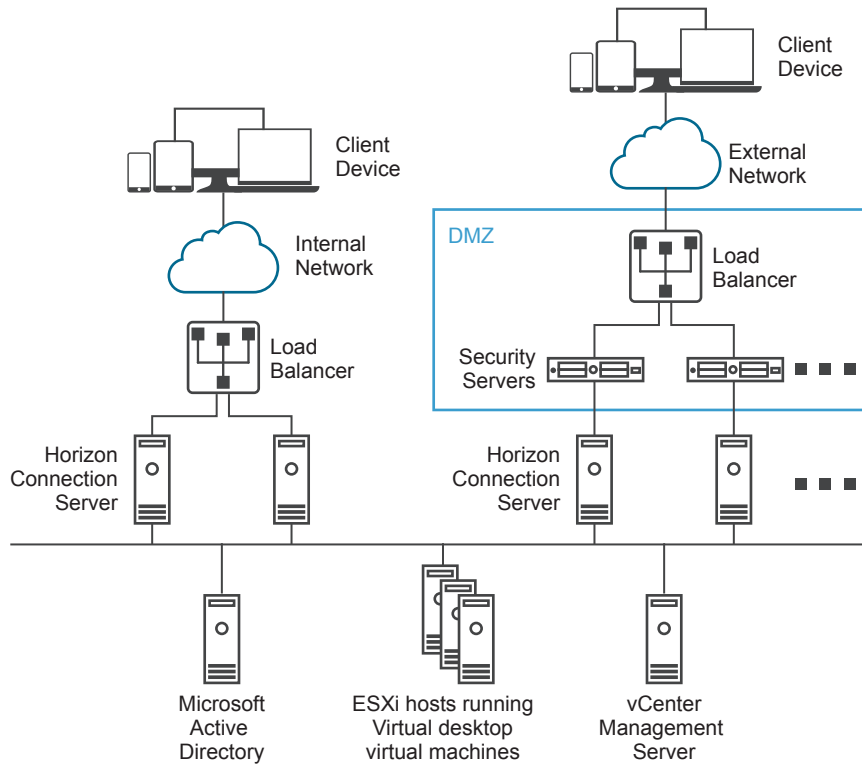 Client
Device
Client
Device
External
Network
Internal
Network
DMZ
Load
Balancer
Load
Balancer
Security
Servers
Horizon
Connection
Server
Horizon
Connection
Server
Microsoft
Active
Directory
ESXi hosts running
Virtual desktop
virtual machines
vCenter
Management
Server